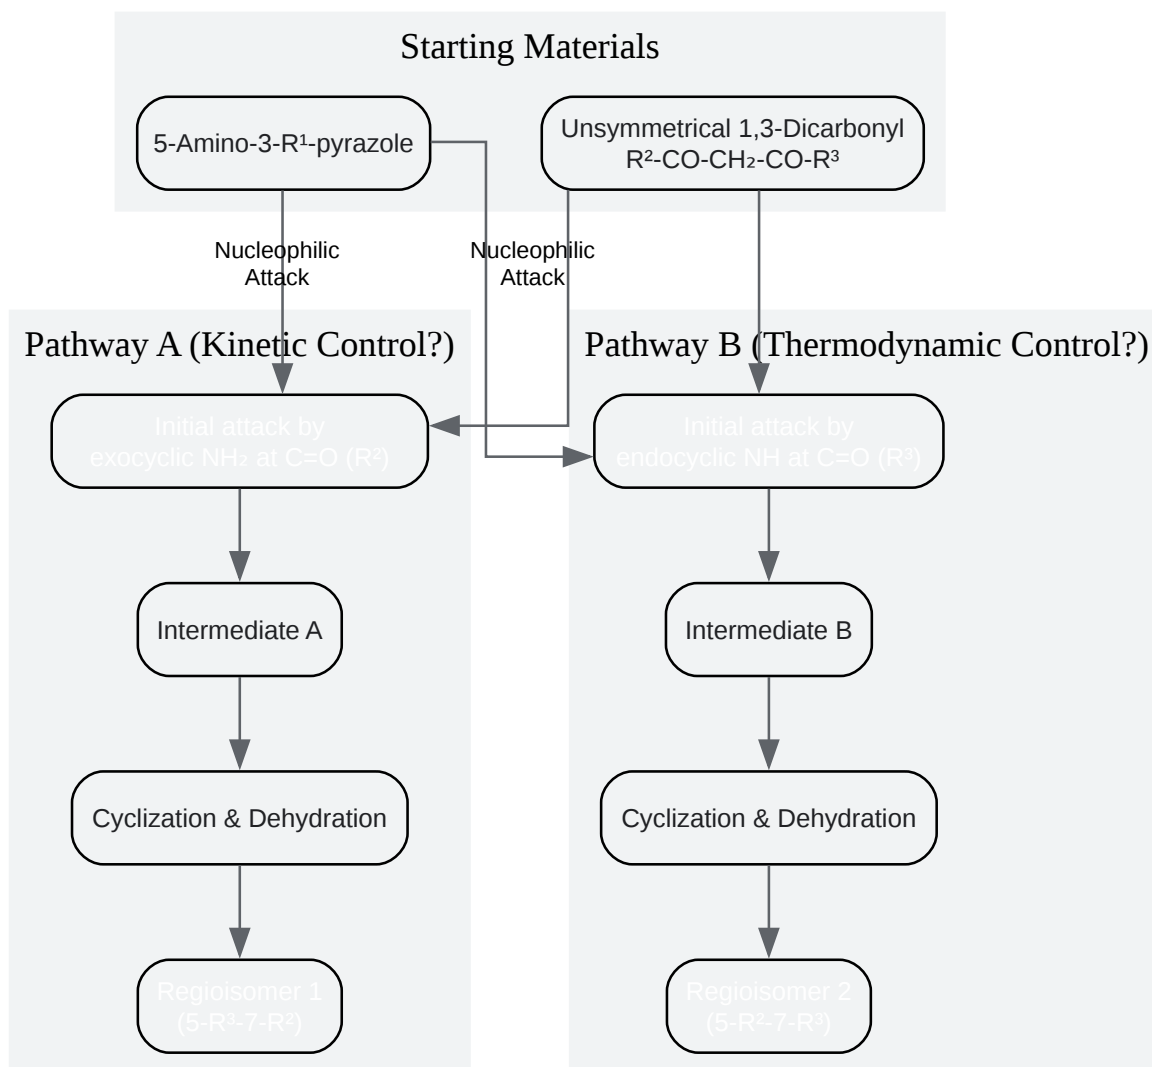 Starting Materials
5-Amino-3-R¹-pyrazole
Unsymmetrical 1,3-Dicarbonyl
R²-CO-CH₂-CO-R³
Nucleophilic
Attack
Nucleophilic
Attack
Pathway A (Kinetic Control?)
Initial attack by
exocyclic NH₂ at C=O (R²)
Intermediate A
Cyclization & Dehydration
Regioisomer 1
(5-R³-7-R²)
Pathway B (Thermodynamic Control?)
Initial attack by
endocyclic NH at C=O (R³)
Intermediate B
Cyclization & Dehydration
Regioisomer 2
(5-R²-7-R³)